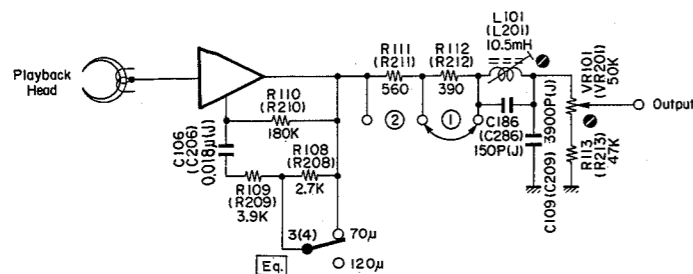 Playback
Head
C106
(C206)
0.018μ(J)
R110
(R210)
180K
R109
(R209)
3.9K
R108
(R208)
2.7K
3(4)
70μ
120μ
Eq.
R111
(R211)
560
②
R112
(R212)
390
①
L101
(L201)
10.5mH
C186
(C286)
150P(J)
C109(C209) 3900P(J)
VR101
(VR201)
50K
R113
(R213)
47K
Output